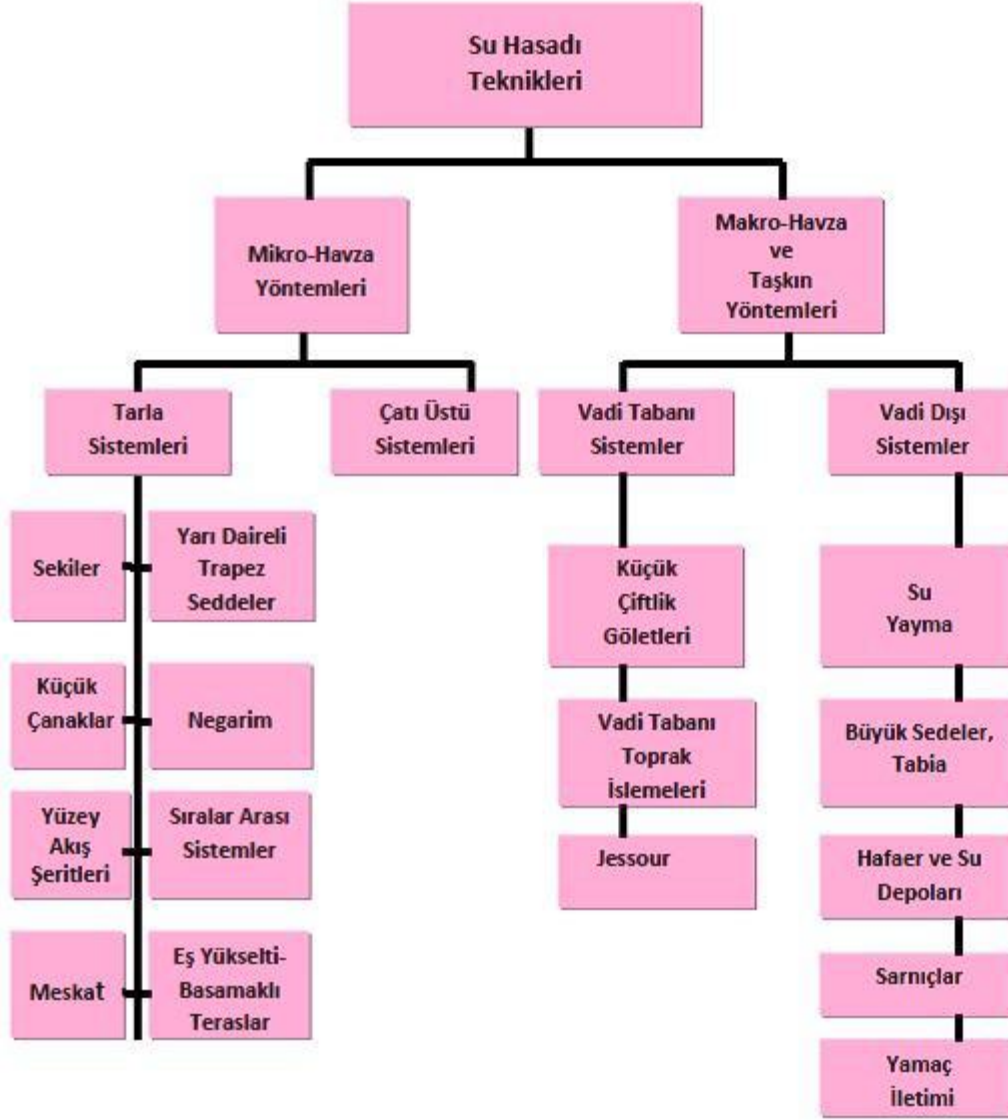 Su Hasadı
Teknikleri
Mikro-Havza
Yöntemleri
Makro-Havza
ve
Taşkın
Yöntemleri
Tarla
Sistemleri
Çatı Üstü
Sistemleri
Vadi Tabanı
Sistemler
Vadi Dışı
Sistemler
Sekiler
Yarı Daireli
Trapez
Seddeler
Küçük
Çanaklar
Negarim
Yüzey
Akış
Şeritleri
Sıralar Arası
Sistemler
Meskat
Eş Yükselti-
Basamaklı
Teraslar
Küçük
Çiftlik
Göletleri
Vadi Tabanı
Toprak
İslemeleri
Jessour
Su
Yayma
Büyük Sedeler,
Tabia
Hafaer ve Su
Depoları
Sarnıçlar
Yamaç
İletimi